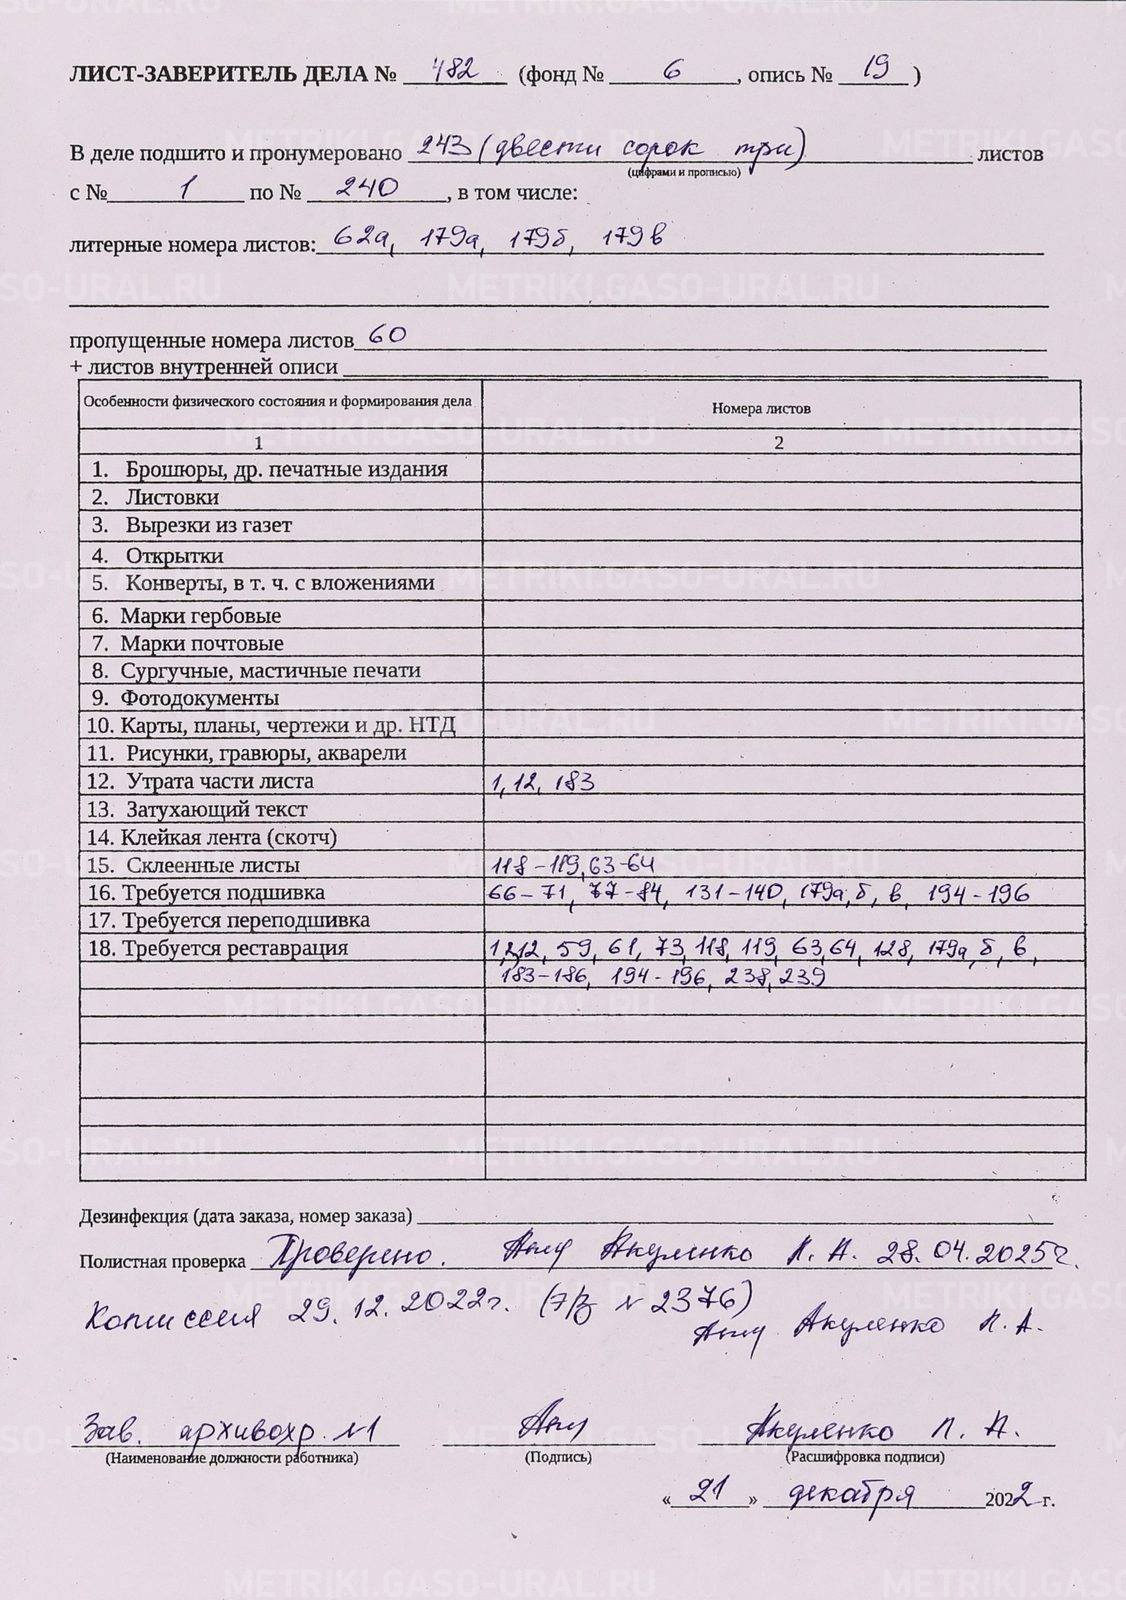 ЛИСТ-ЗАВЕРИТЕЛЬ ДЕЛА № 482 (фонд № 6, опись № 19)
В деле подшито и пронумеровано 243 (двести сорок три) листов
(цифрами и прописью)
с № 1 по № 240, в том числе:
литерные номера листов: 62а, 179а, 179б, 179в
пропущенные номера листов 60
+ листов внутренней описи
Особенности физического состояния и формирования дела Номера листов
1 2
1. Брошюры, др. печатные издания
2. Листовки
3. Вырезки из газет
4. Открытки
5. Конверты, в т. ч. с вложениями
6. Марки гербовые
7. Марки почтовые
8. Сургучные, мастичные печати
9. Фотодокументы
10. Карты, планы, чертежи и др. НТД
11. Рисунки, гравюры, акварели
12. Утрата части листа 1, 12, 183
13. Затухающий текст
14. Клейкая лента (скотч)
15. Склеенные листы 118-119, 63-64
16. Требуется подшивка 66-71, 77-84, 131-140, 179а, б, в, 194-196
17. Требуется переподшивка
18. Требуется реставрация 1,2,12, 59, 61, 73, 118, 119, 63, 64, 128, 179а, б, в,
183-186, 194-196, 238, 239
Дезинфекция (дата заказа, номер заказа)
Полистная проверка Проверено. Акуленко Л. А. 28.04.2025г.
Комиссия 29.12.2022г. № 2376)
Акуленко Л. А.
Зав. архивохр. №1 Акуленко Л. А.
(Наименование должности работника) (Подпись) (Расшифровка подписи)
« 21 » декабря 2022 г.
METRIKI.GASO-URAL.RU